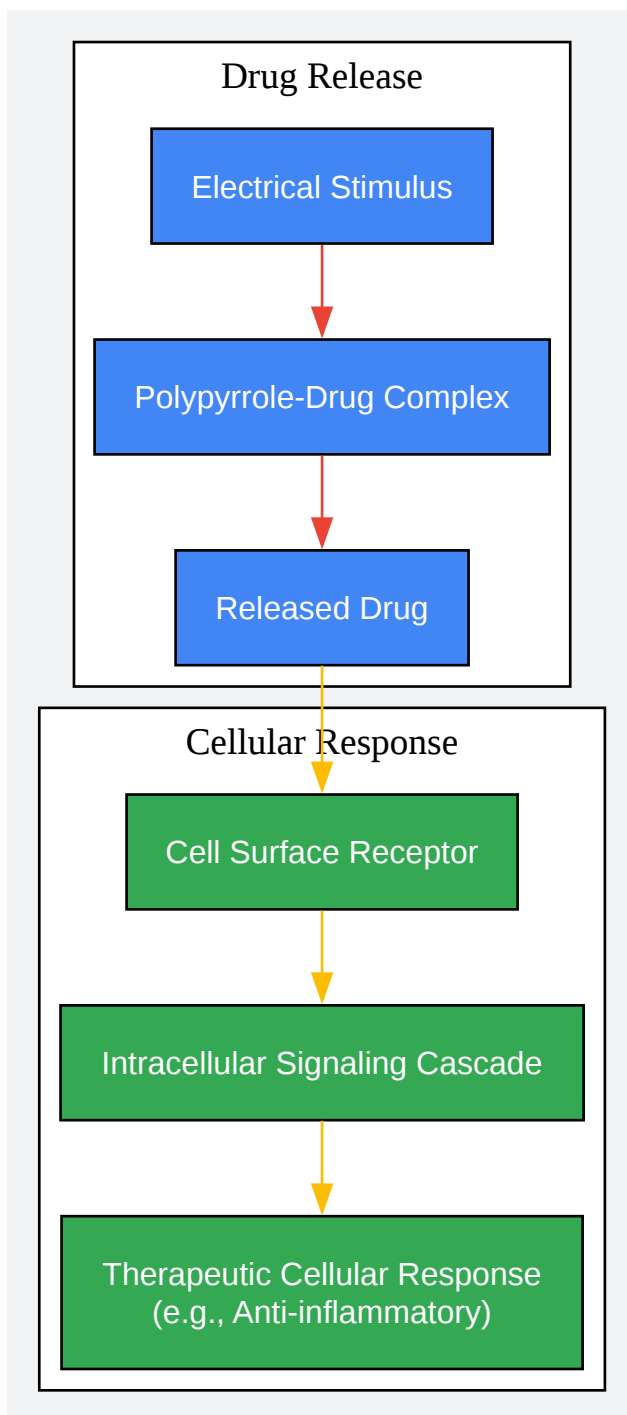 Drug Release
Electrical Stimulus
Polypyrrole-Drug Complex
Released Drug
Cellular Response
Cell Surface Receptor
Intracellular Signaling Cascade
Therapeutic Cellular Response
(e.g., Anti-inflammatory)